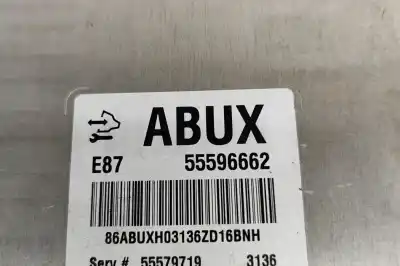 ABUX
E87 55596662
86ABUXH03136ZD16BNH
Serv # 55579719 3136